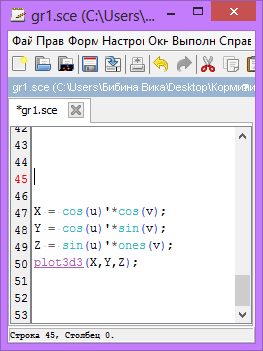 gr1.sce (C:\Users\
Фай Прав Форм Настрой Окн Выполн Справ
gr1.sce (C:\Users\Бибина Вика\Desktop\Корми
*gr1.sce
42
43
44
45
46
47 X = cos(u)'*cos(v);
48 Y = cos(u)'*sin(v);
49 Z = sin(u)'*ones(v);
50 plot3d3(X,Y,Z);
51
52
53
Строка 45, Столбец 0.